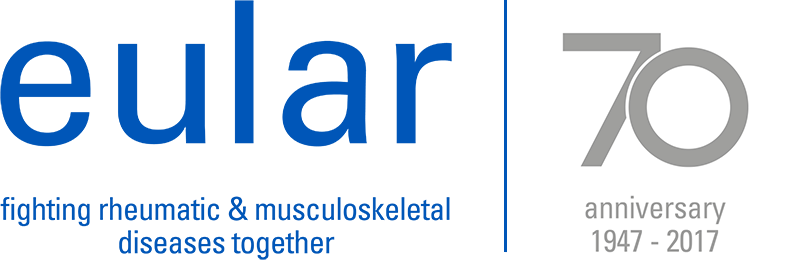 eular
fighting rheumatic & musculoskeletal
diseases together
70
anniversary
1947 - 2017